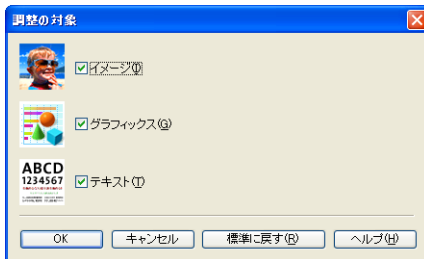 調整の対象
イメージ(I)
グラフィックス(G)
ABCD
1234567
テキスト(T)
OK
キャンセル
標準に戻す(R)
ヘルプ(H)